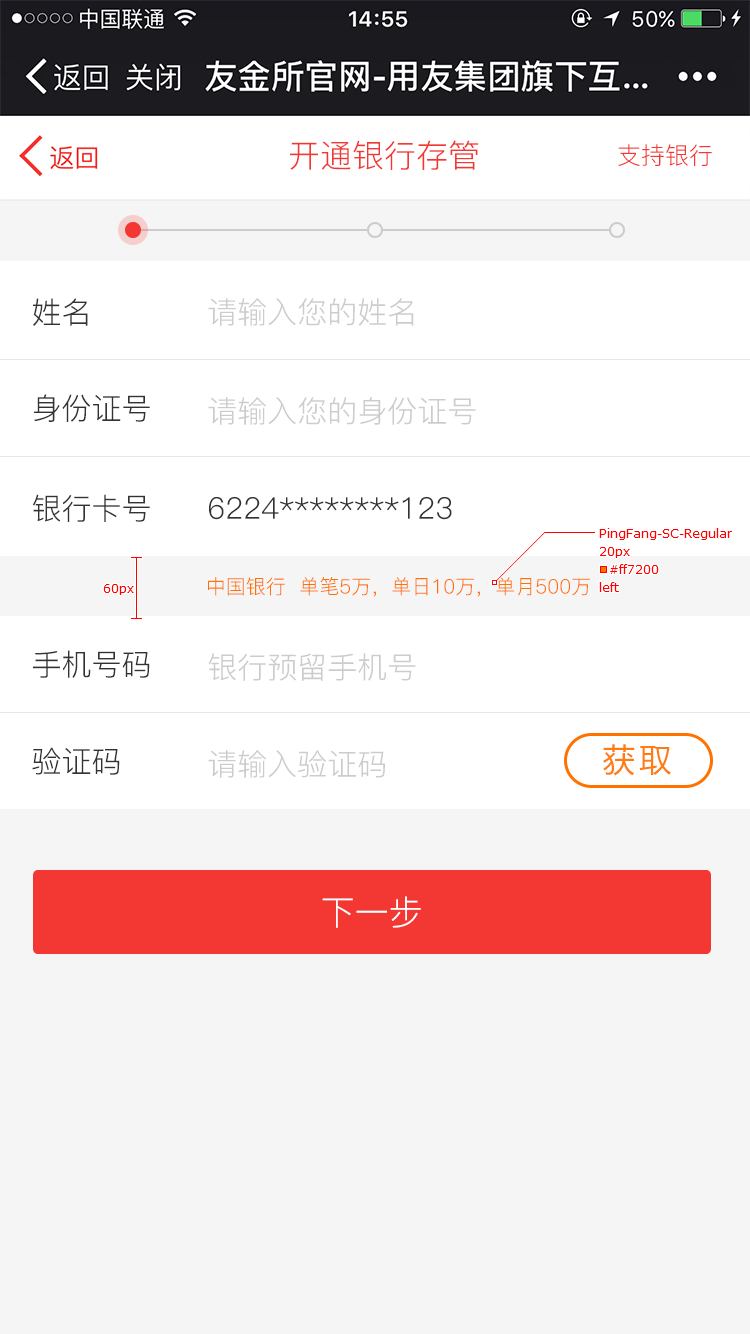 中国联通 14:55 50%
返回 关闭 友金所官网-用友集团旗下互...
返回 开通银行存管 支持银行
姓名 请输入您的姓名
身份证号 请输入您的身份证号
银行卡号 6224********123
PingFang-SC-Regular
20px
#ff7200
left
60px
中国银行 单笔5万，单日10万，单月500万
手机号码 银行预留手机号
验证码 请输入验证码 获取
下一步